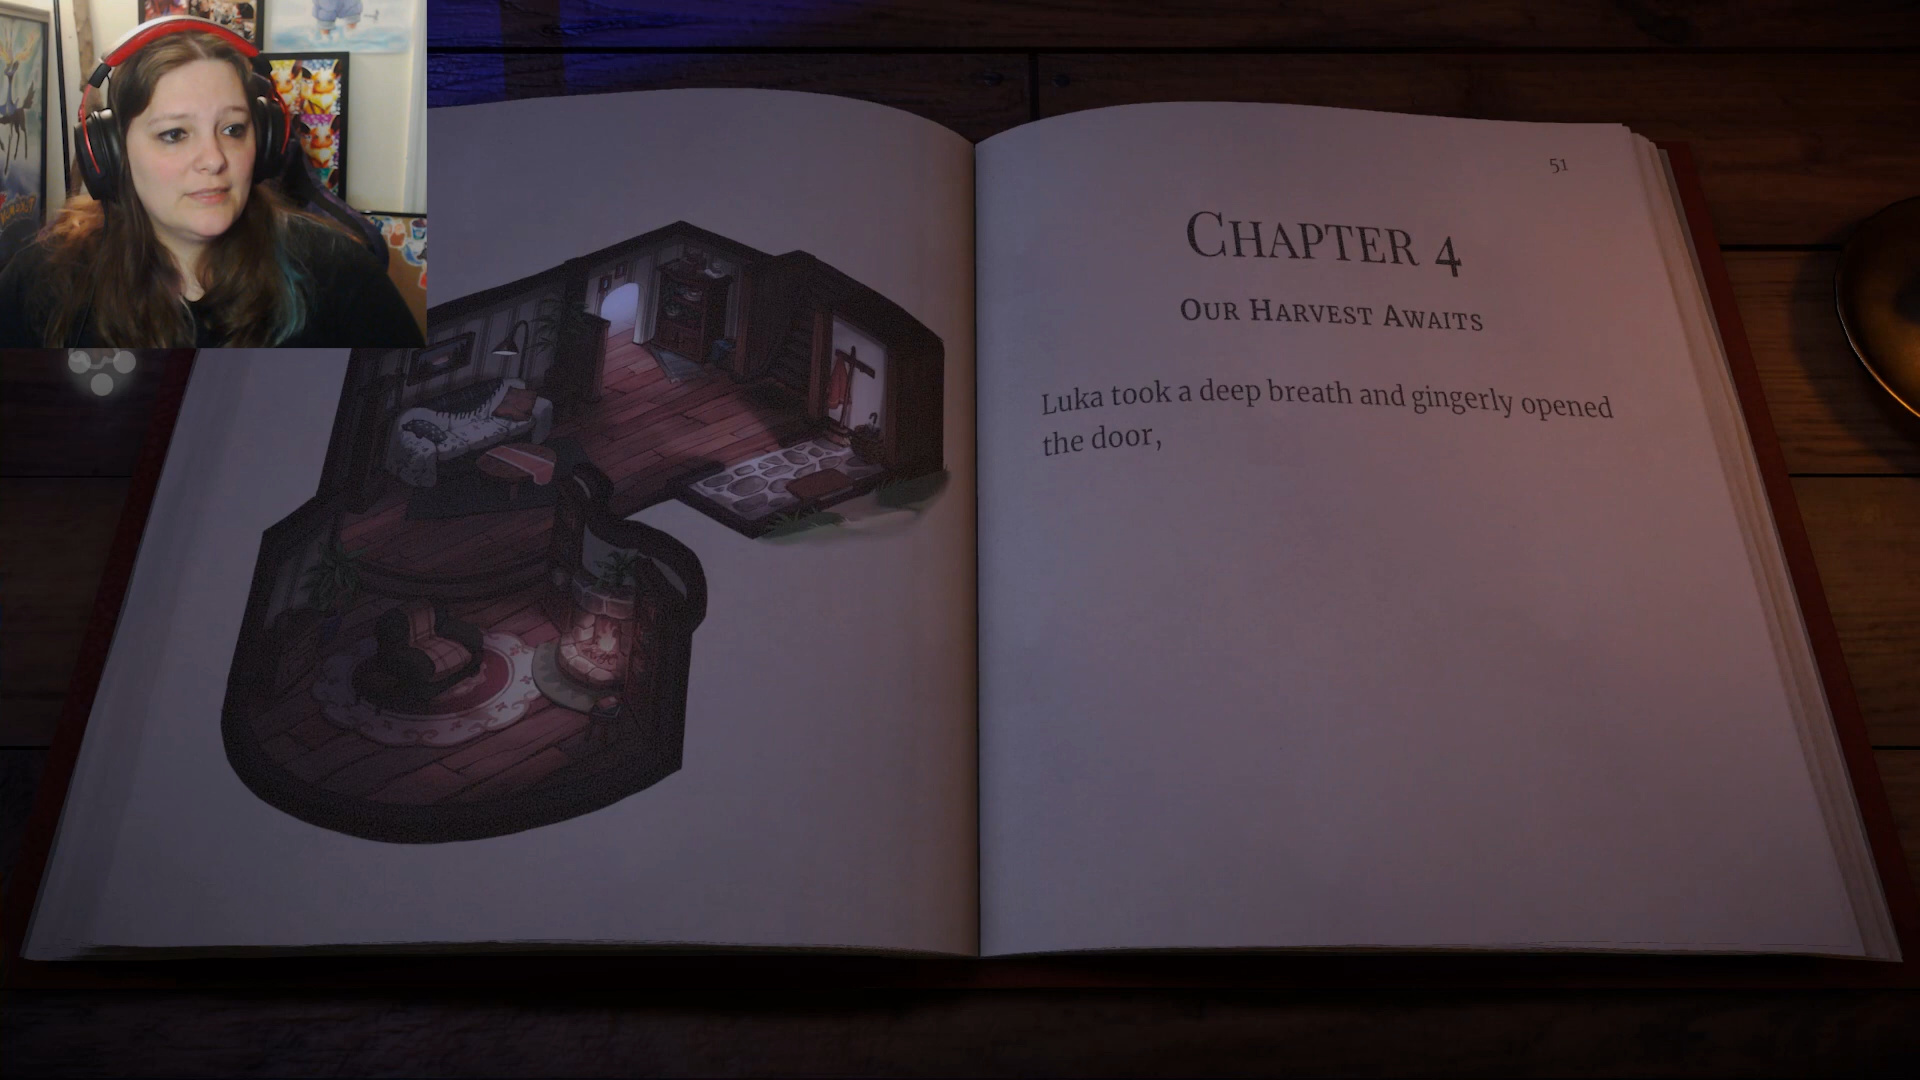 51
CHAPTER 4
OUR HARVEST AWAITS
Luka took a deep breath and gingerly opened
the door,